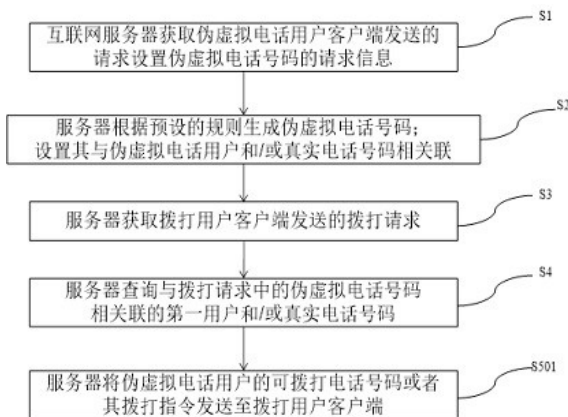 S1
互联网服务器获取伪虚拟电话用户客户端发送的
请求设置伪虚拟电话号码的请求信息
S2
服务器根据预设的规则生成伪虚拟电话号码;
设置其与伪虚拟电话用户和/或真实电话号码相关联
S3
服务器获取拨打用户客户端发送的拨打请求
S4
服务器查询与拨打请求中的伪虚拟电话号码
相关联的第一用户和/或真实电话号码
S501
服务器将伪虚拟电话用户的可拨打电话号码或者
其拨打指令发送至拨打用户客户端